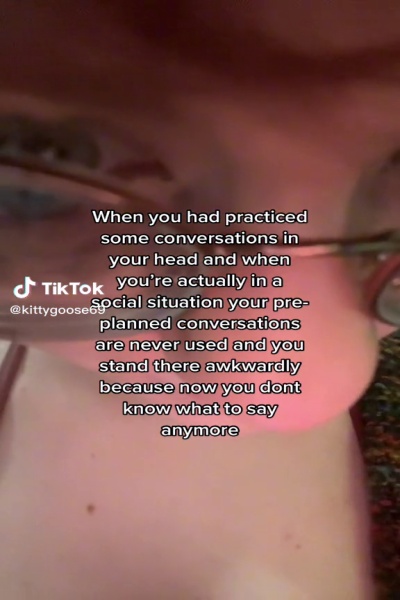 When you had practiced
some conversations in
your head and when
you're actually in a
social situation your pre-
planned conversations
are never used and you
stand there awkwardly
because now you dont
know what to say
anymore
TikTok
@kittygoose69